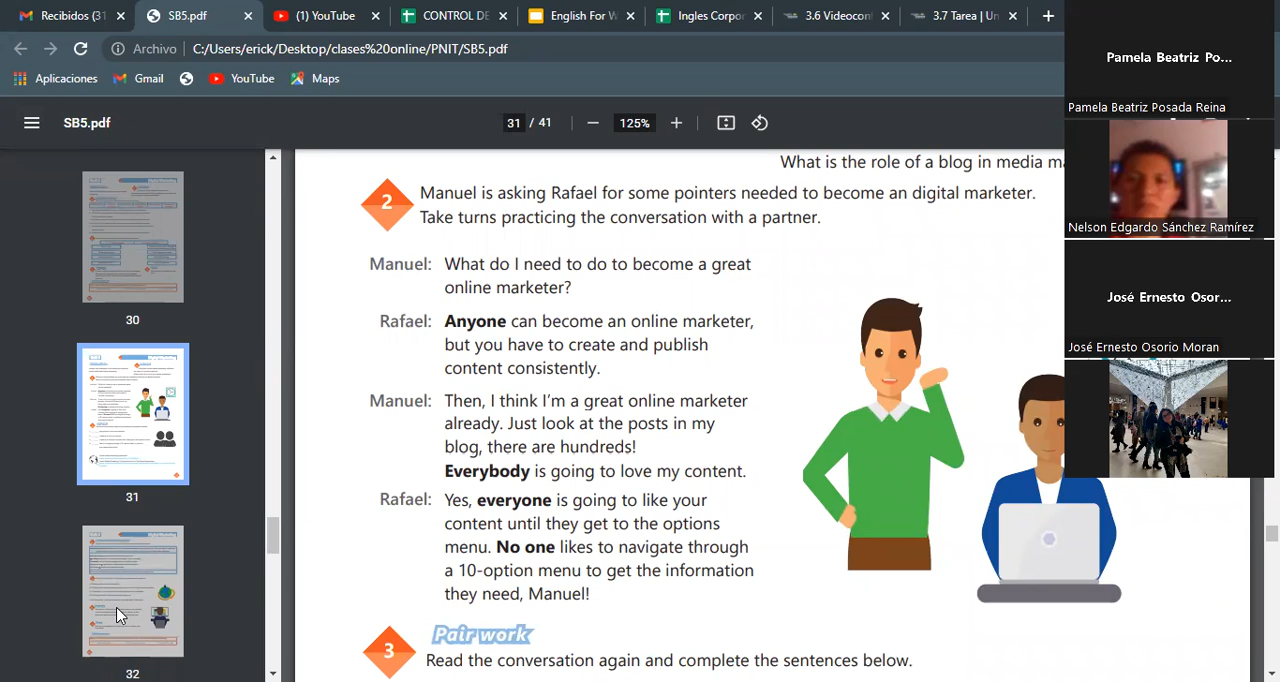 Recibidos (31
SB5.pdf
(1) YouTube
CONTROL DE
English For W
Ingles Corpor
3.6 Videocon
3.7 Tarea | Un
Archivo
C:/Users/erick/Desktop/clases%20online/PNIT/SB5.pdf
Aplicaciones
Gmail
YouTube
Maps
SB5.pdf
31 / 41
125%
30
31
32
What is the role of a blog in media m
2
Manuel is asking Rafael for some pointers needed to become an digital marketer.
Take turns practicing the conversation with a partner.
Manuel: What do I need to do to become a great
online marketer?
Rafael: Anyone can become an online marketer,
but you have to create and publish
content consistently.
Manuel: Then, I think I'm a great online marketer
already. Just look at the posts in my
blog, there are hundreds!
Everybody is going to love my content.
Rafael: Yes, everyone is going to like your
content until they get to the options
menu. No one likes to navigate through
a 10-option menu to get the information
they need, Manuel!
3
Pair work
Read the conversation again and complete the sentences below.
Pamela Beatriz Po...
Pamela Beatriz Posada Reina
Nelson Edgardo Sánchez Ramírez
José Ernesto Osor...
José Ernesto Osorio Moran